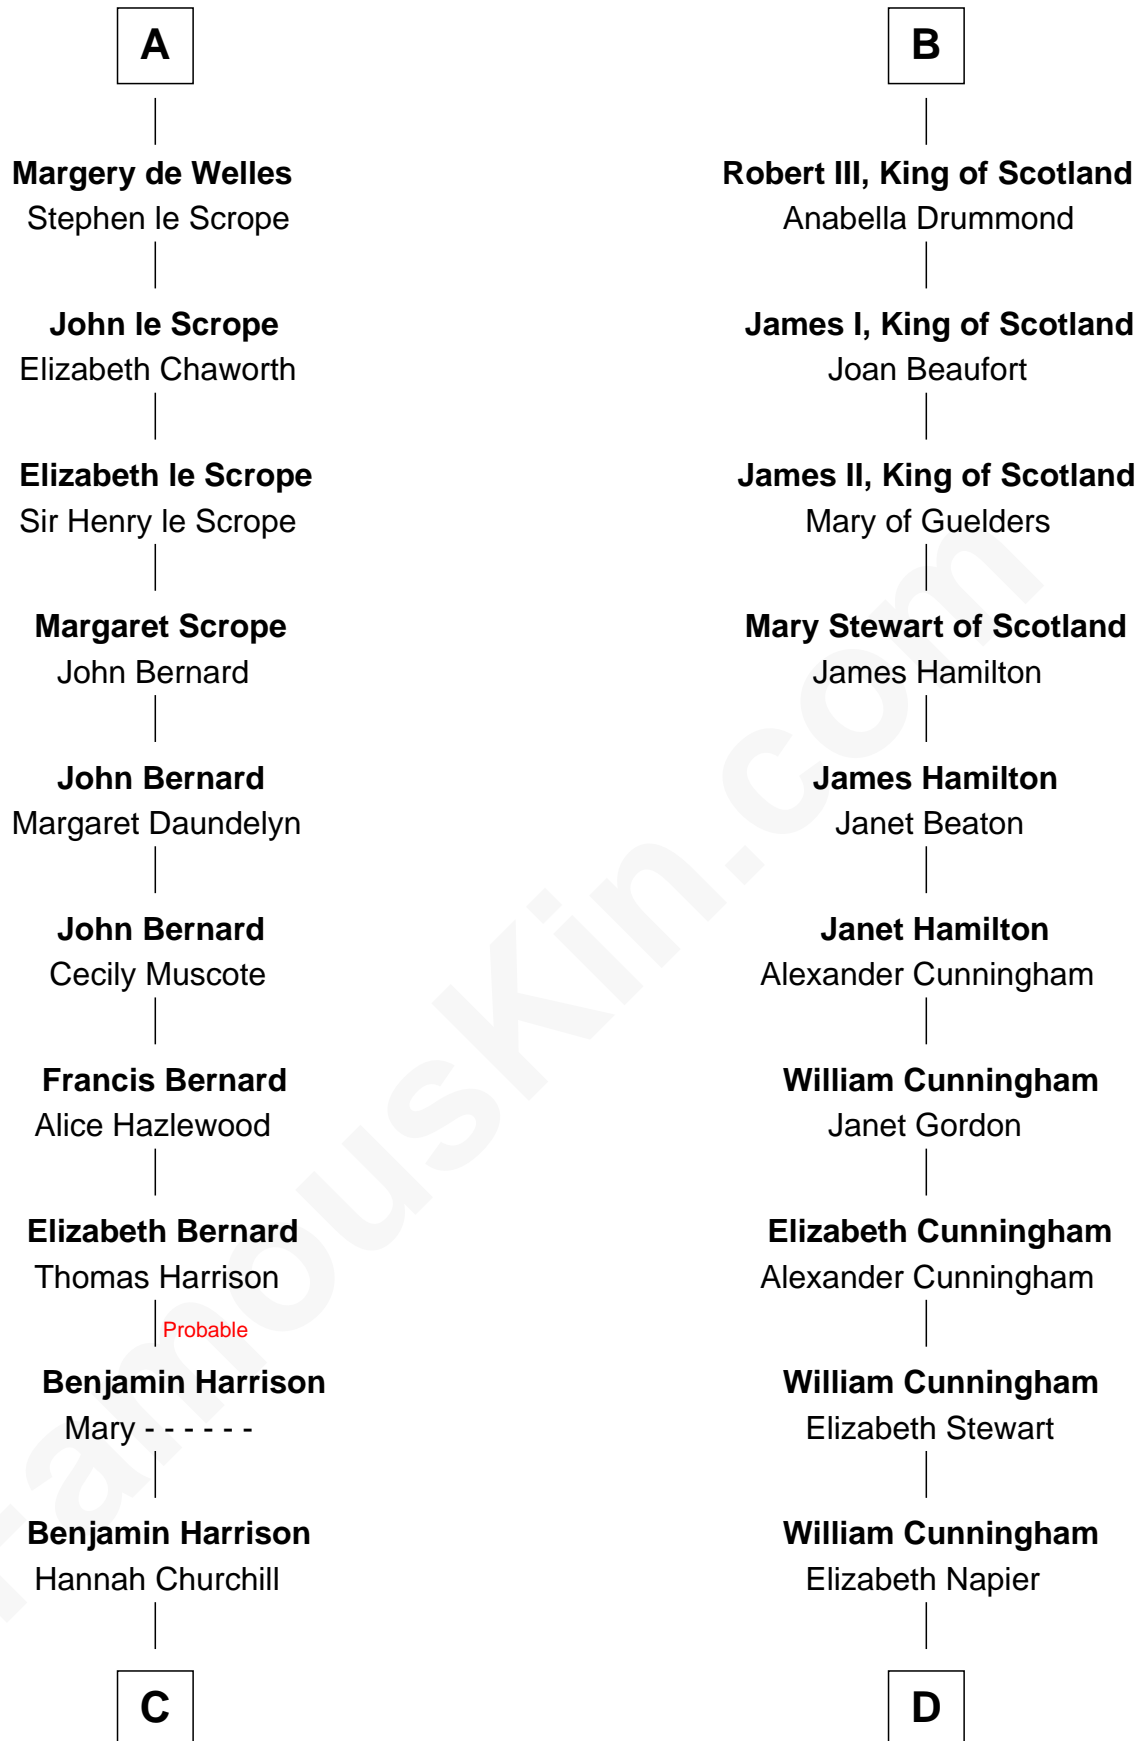 A
Margery de Welles
Stephen le Scrope
John le Scrope
Elizabeth Chaworth
Elizabeth le Scrope
Sir Henry le Scrope
Margaret Scrope
John Bernard
John Bernard
Margaret Daundelyn
John Bernard
Cecily Muscote
Francis Bernard
Alice Hazlewood
Elizabeth Bernard
Thomas Harrison
Probable
Benjamin Harrison
Mary - - - - - -
Benjamin Harrison
Hannah Churchill
C
B
Robert III, King of Scotland
Anabella Drummond
James I, King of Scotland
Joan Beaufort
James II, King of Scotland
Mary of Guelders
Mary Stewart of Scotland
James Hamilton
James Hamilton
Janet Beaton
Janet Hamilton
Alexander Cunningham
William Cunningham
Janet Gordon
Elizabeth Cunningham
Alexander Cunningham
William Cunningham
Elizabeth Stewart
William Cunningham
Elizabeth Napier
D
FamousKin.com